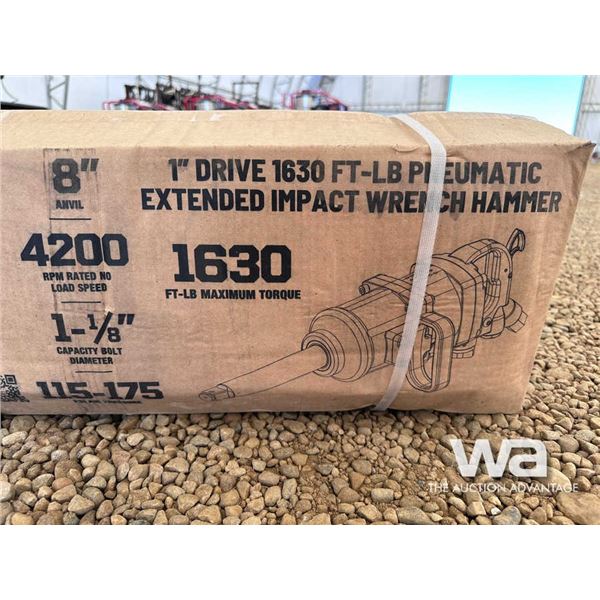 8"
ANVIL
4200
RPM RATED NO
LOAD SPEED
1-⅛"
CAPACITY BOLT
DIAMETER
115-175
1" DRIVE 1630 FT-LB PNEUMATIC
EXTENDED IMPACT WRENCH HAMMER
1630
FT-LB MAXIMUM TORQUE
wa
THE AUCTION ADVANTAGE